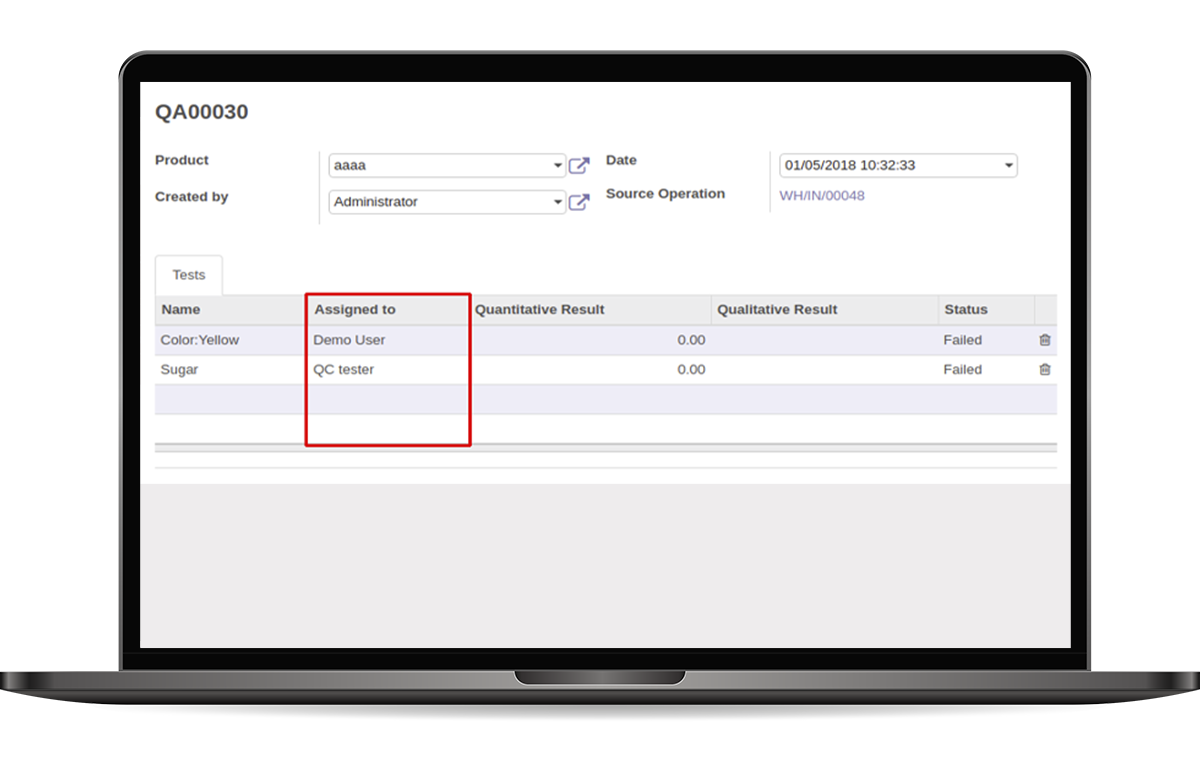 QA00030
Product aaaa Date 01/05/2018 10:32:33
Created by Administrator Source Operation WH/IN/00048
Tests
Name Assigned to Quantitative Result Qualitative Result Status
Color:Yellow Demo User 0.00 Failed
Sugar QC tester 0.00 Failed